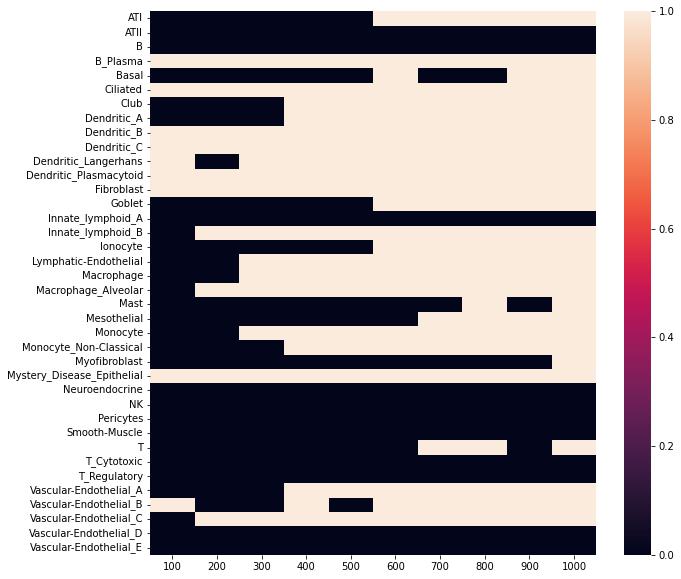 ATI
ATII
B
B_Plasma
Basal
Ciliated
Club
Dendritic_A
Dendritic_B
Dendritic_C
Dendritic_Langerhans
Dendritic_Plasmacytoid
Fibroblast
Goblet
Innate_lymphoid_A
Innate_lymphoid_B
Ionocyte
Lymphatic-Endothelial
Macrophage
Macrophage_Alveolar
Mast
Mesothelial
Monocyte
Monocyte_Non-Classical
Myofibroblast
Mystery_Disease_Epithelial
Neuroendocrine
NK
Pericytes
Smooth-Muscle
T
T_Cytotoxic
T_Regulatory
Vascular-Endothelial_A
Vascular-Endothelial_B
Vascular-Endothelial_C
Vascular-Endothelial_D
Vascular-Endothelial_E
100 200 300 400 500 600 700 800 900 1000
1.0
0.8
0.6
0.4
0.2
0.0